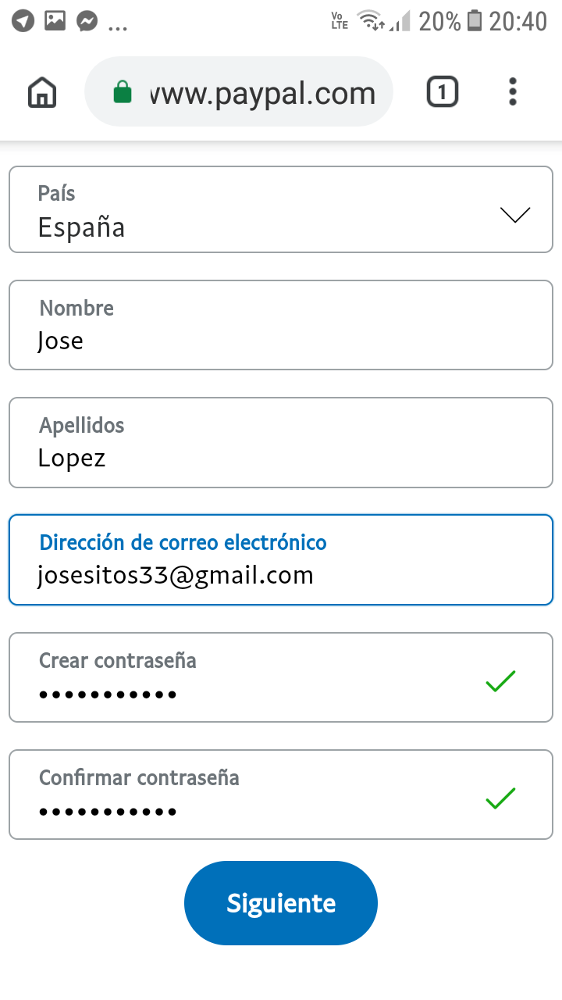 ... Vo LTE 20% 20:40
www.paypal.com 1
País
España
Nombre
Jose
Apellidos
Lopez
Dirección de correo electrónico
josesitos33@gmail.com
Crear contraseña
•••••••••••
Confirmar contraseña
•••••••••••
Siguiente